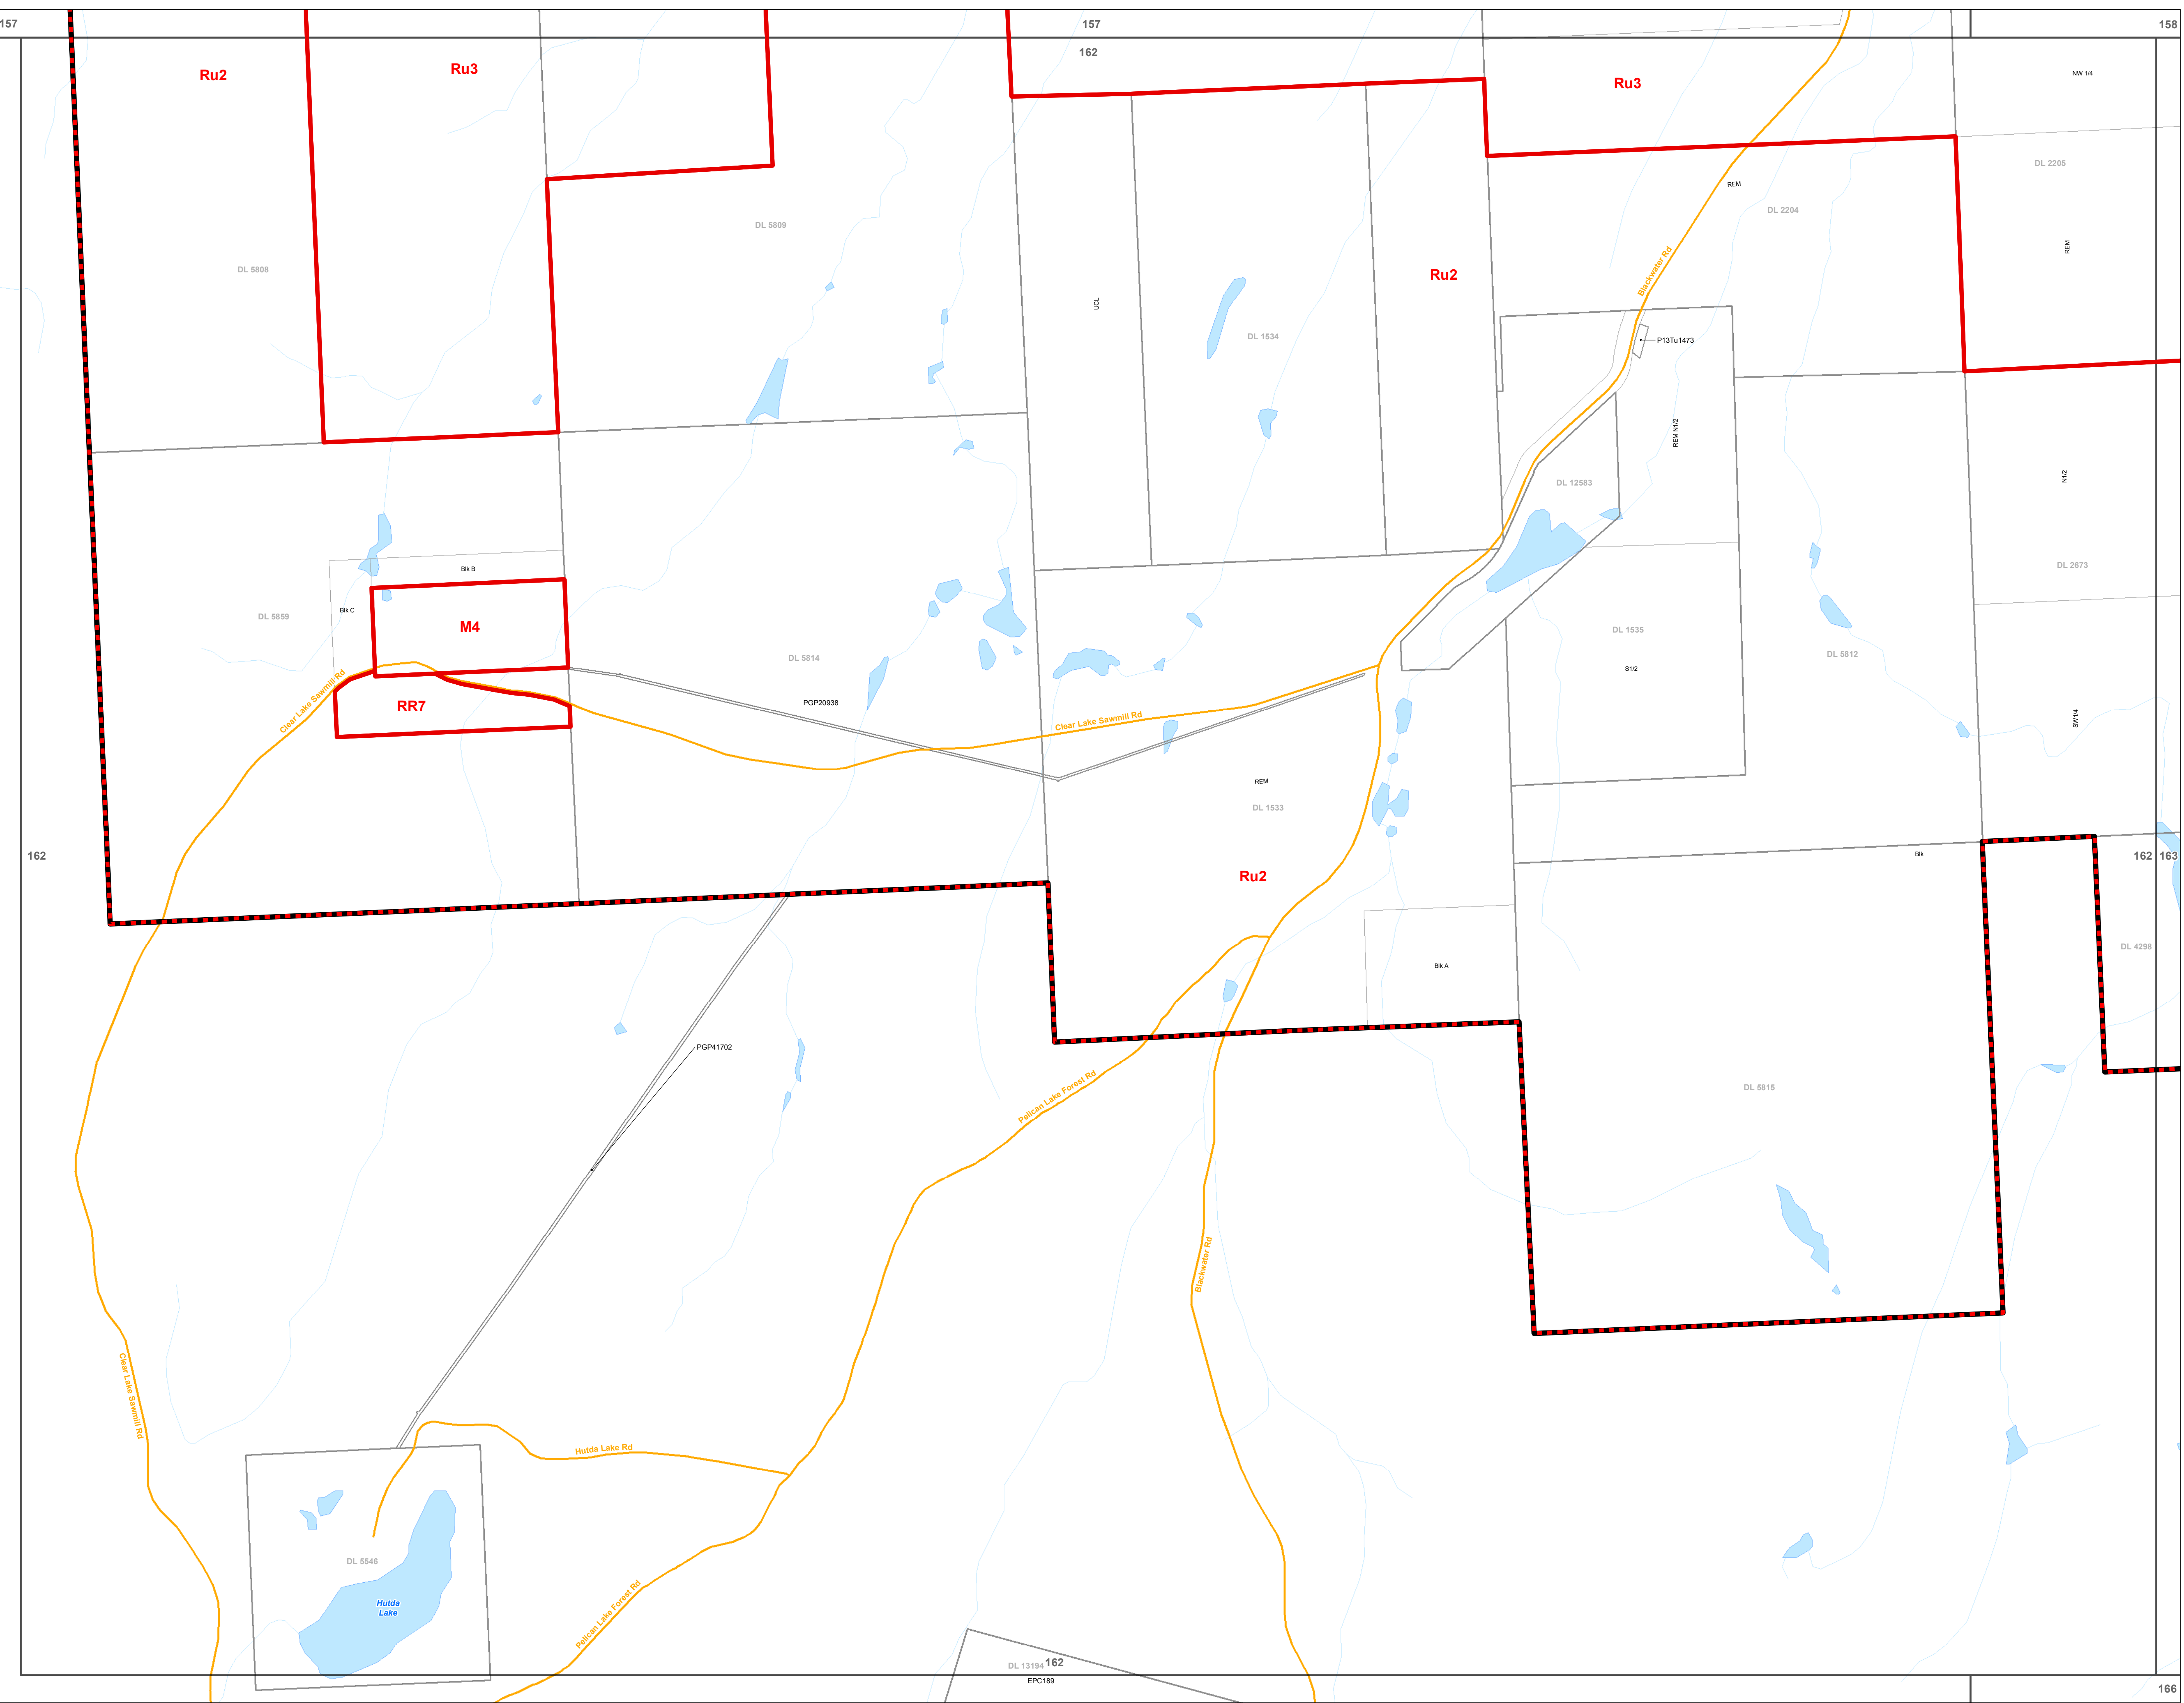 157
157
158
162
Ru2
Ru3
Ru3
NW 1/4
DL 2205
REM
DL 2204
DL 5809
REM
DL 5808
Blackwater Rd
Ru2
UCL
DL 1534
P13Tu1473
REM N1/2
N1/2
DL 12583
Blk B
DL 2673
Blk C
DL 5859
M4
DL 1535
DL 5814
S1/2
DL 5812
Clear Lake Sawmill Rd
RR7
PGP20938
Clear Lake Sawmill Rd
SW1/4
REM
DL 1533
162
Blk
162
163
Ru2
DL 4298
Blk A
PGP41702
Pelican Lake Forest Rd
DL 5815
Blackwater Rd
Clear Lake Sawmill Rd
Hutda Lake Rd
DL 5546
Hutda
Lake
Pelican Lake Forest Rd
DL 13194
162
EPC189
166